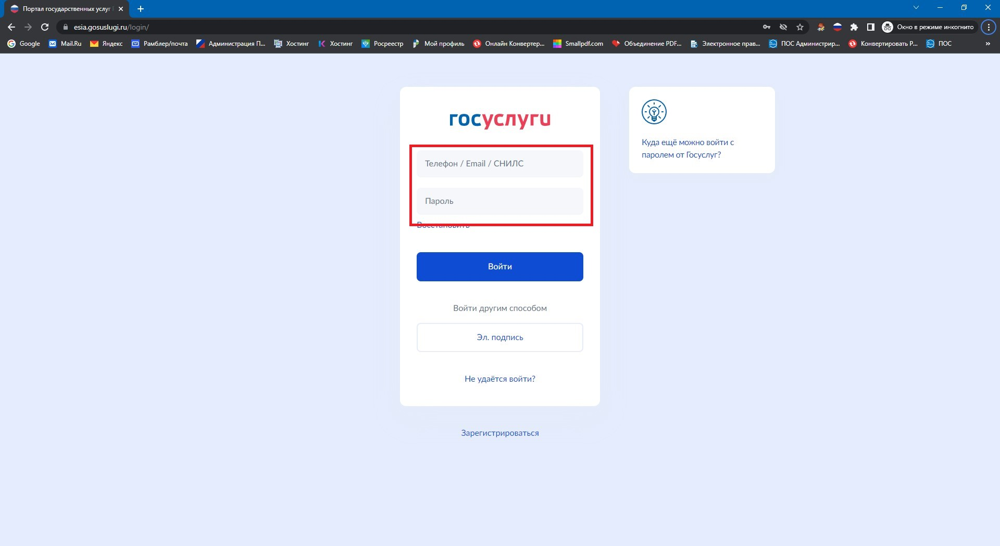 Портал государственных услуг
esia.gosuslugi.ru/login/
Окно в режиме инкогнито
Google
Mail.Ru
Яндекс
Рамблер/почта
Администрация П...
Хостинг
Хостинг
Росреестр
Мой профиль
Онлайн Конвертер...
Smallpdf.com
Объединение PDF...
Электронное прав...
ПОС Администрир...
Конвертировать P...
ПОС
»
госуслуги
Телефон / Email / СНИЛС
Пароль
Восстановить
Войти
Войти другим способом
Эл. подпись
Не удаётся войти?
Зарегистрироваться
Куда ещё можно войти с
паролем от Госуслуг?